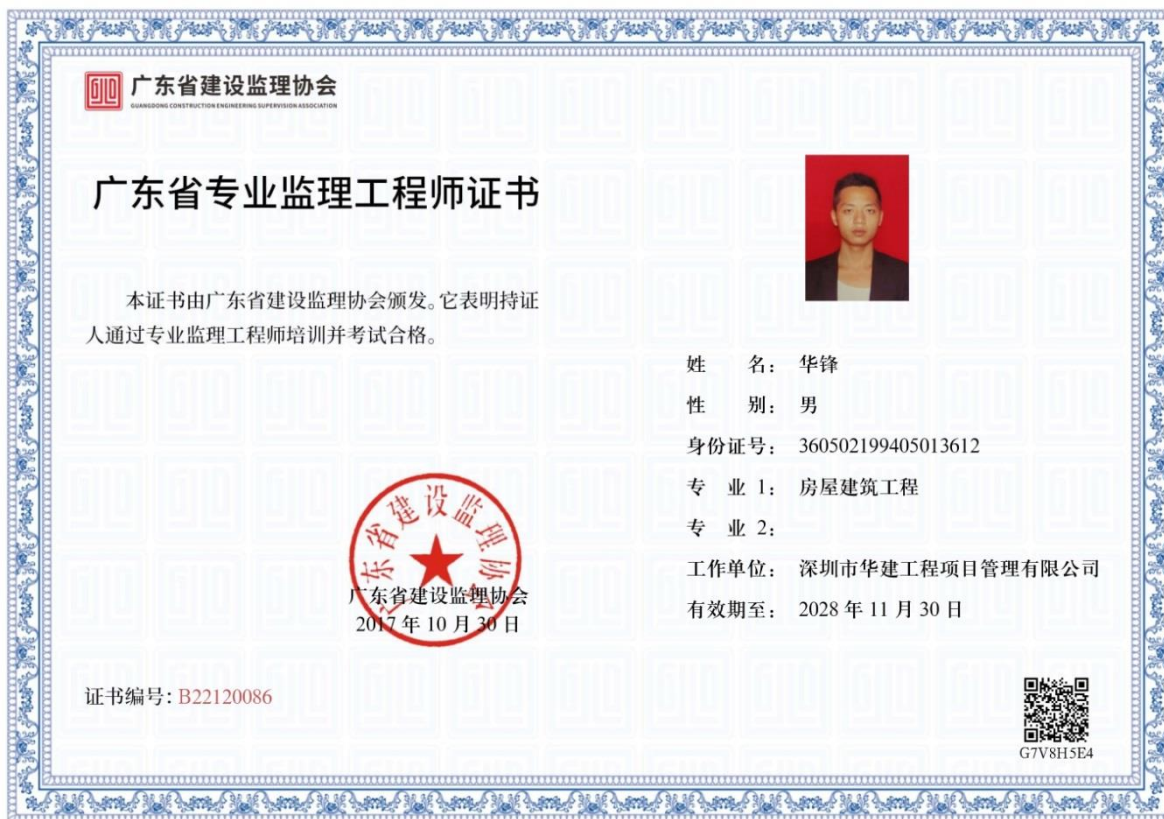 广东省建设监理协会
GUANGDONG CONSTRUCTION ENGINEERING SUPERVISION ASSOCIATION
广东省专业监理工程师证书
本证书由广东省建设监理协会颁发。它表明持证
人通过专业监理工程师培训并考试合格。
姓 名： 华锋
性 别： 男
身份证号： 360502199405013612
专 业 1： 房屋建筑工程
专 业 2：
工作单位： 深圳市华建工程项目管理有限公司
有效期至： 2028 年 11 月 30 日
广东省建设监理协会
广东省建设监理协会
2017 年 10 月 30 日
证书编号: B22120086
G7V8H5E4